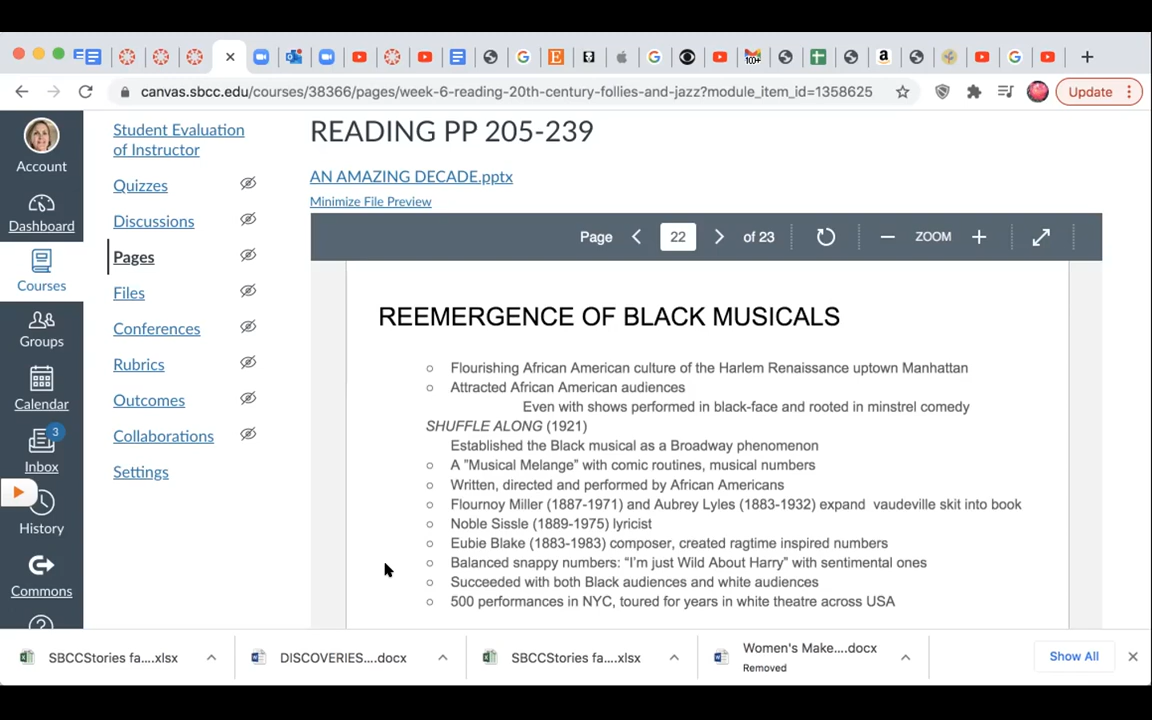 100+
canvas.sbcc.edu/courses/38366/pages/week-6-reading-20th-century-follies-and-jazz?module_item_id=1358625
Update
Account
Dashboard
Courses
Groups
Calendar
3
Inbox
History
Commons
Student Evaluation
of Instructor
Quizzes
Discussions
Pages
Files
Conferences
Rubrics
Outcomes
Collaborations
Settings
READING PP 205-239
AN AMAZING DECADE.pptx
Minimize File Preview
Page 22 of 23 ZOOM
REEMERGENCE OF BLACK MUSICALS
Flourishing African American culture of the Harlem Renaissance uptown Manhattan
Attracted African American audiences
Even with shows performed in black-face and rooted in minstrel comedy
SHUFFLE ALONG (1921)
Established the Black musical as a Broadway phenomenon
A "Musical Melange" with comic routines, musical numbers
Written, directed and performed by African Americans
Flournoy Miller (1887-1971) and Aubrey Lyles (1883-1932) expand vaudeville skit into book
Noble Sissle (1889-1975) lyricist
Eubie Blake (1883-1983) composer, created ragtime inspired numbers
Balanced snappy numbers: “I'm just Wild About Harry” with sentimental ones
Succeeded with both Black audiences and white audiences
500 performances in NYC, toured for years in white theatre across USA
SBCCStories fa....xlsx
DISCOVERIES....docx
SBCCStories fa....xlsx
Women's Make....docx
Removed
Show All